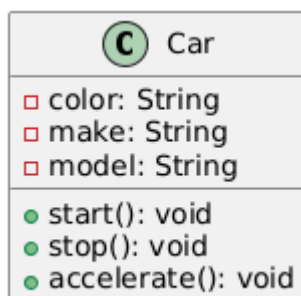 C Car
color: String
make: String
model: String
start(): void
stop(): void
accelerate(): void